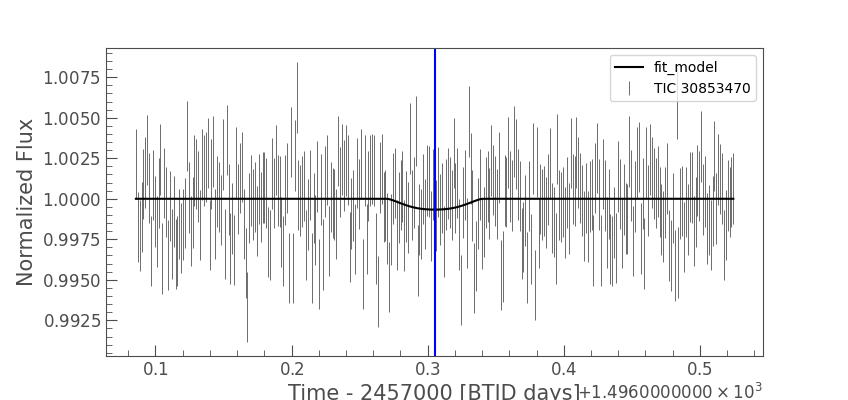 fit_model
TIC 30853470
Normalized Flux
1.0075
1.0050
1.0025
1.0000
0.9975
0.9950
0.9925
0.1
0.2
0.3
0.4
0.5
Time - 2457000 [BTJD days]
+1.4960000000 × 10³